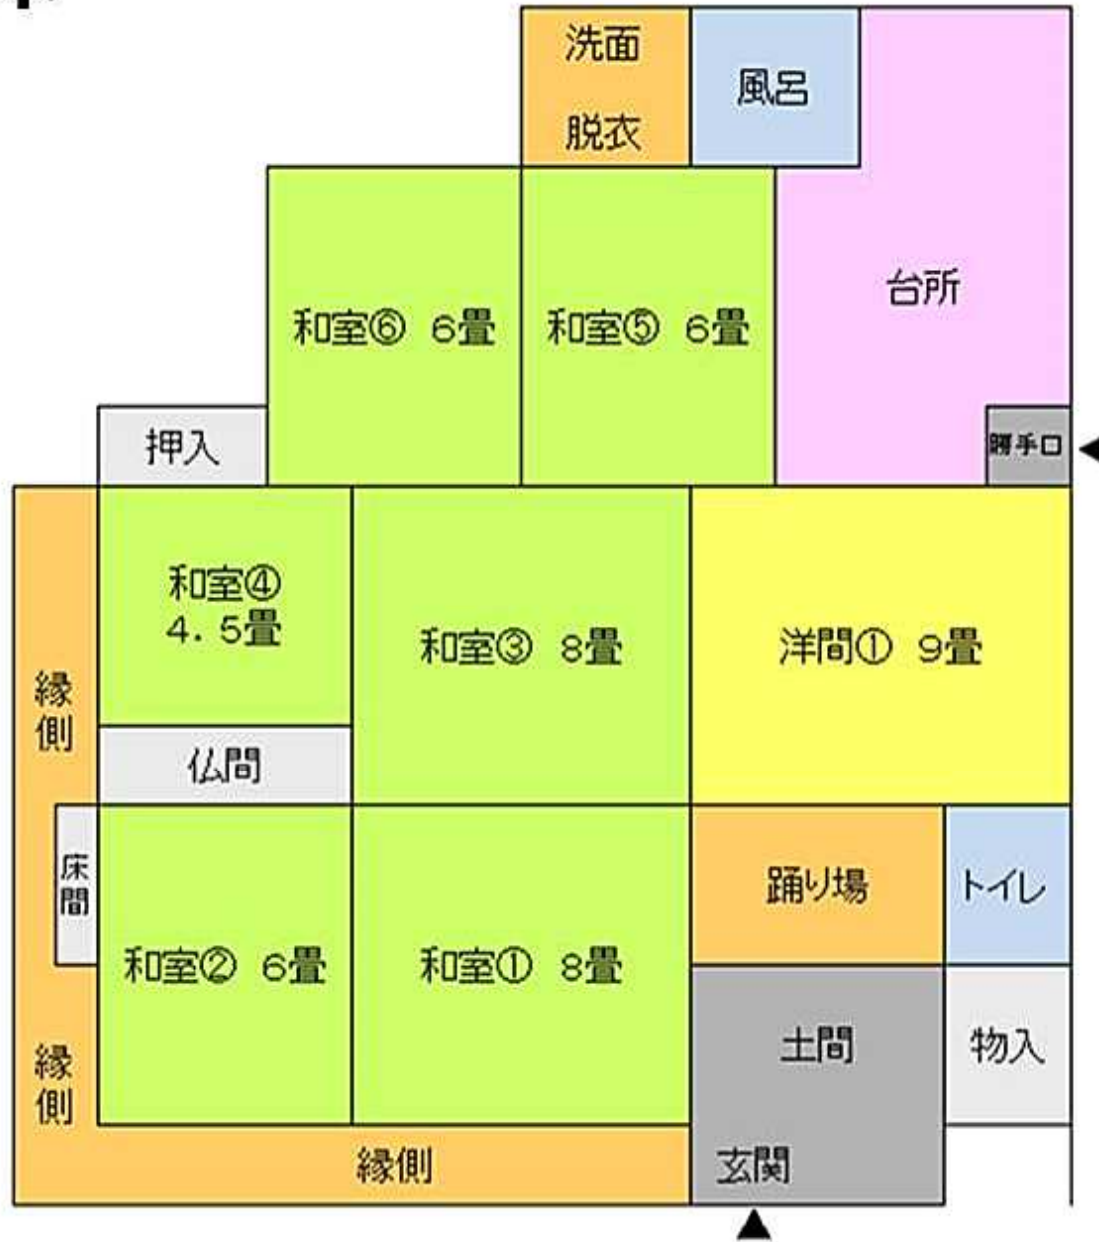 洗面
脱衣
風呂
台所
和室⑥ 6畳
和室⑤ 6畳
勝手口
押入
和室④
4.5畳
和室③ 8畳
洋間① 9畳
縁側
仏間
床間
踊り場
トイレ
和室② 6畳
和室① 8畳
縁側
土間
物入
縁側
玄関